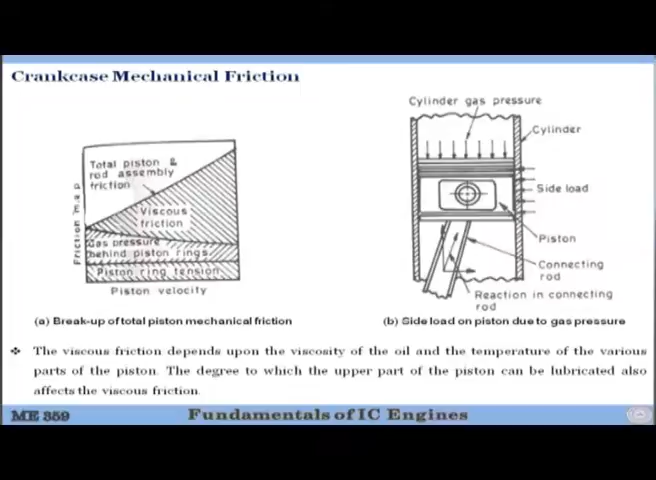 Crankcase Mechanical Friction
Total piston &
rod assembly
friction
Viscous
friction
Gas pressure
behind piston rings
Piston ring tension
Friction m.e.p
Piston velocity
(a) Break-up of total piston mechanical friction
Cylinder gas pressure
Cylinder
Side load
Piston
Connecting
rod
Reaction in connecting
rod
(b) Side load on piston due to gas pressure
❖ The viscous friction depends upon the viscosity of the oil and the temperature of the various
parts of the piston. The degree to which the upper part of the piston can be lubricated also
affects the viscous friction.
ME 359
Fundamentals of IC Engines